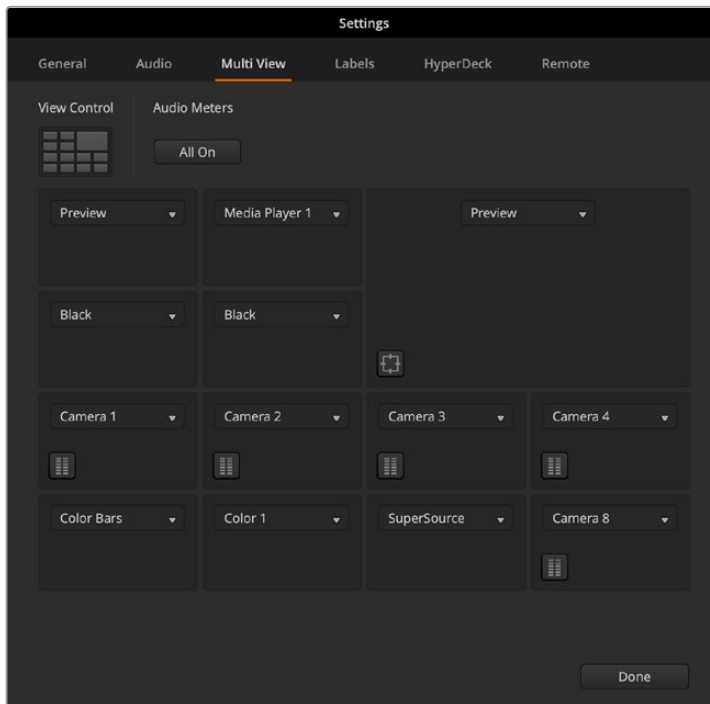 Settings
General Audio Multi View Labels HyperDeck Remote
View Control Audio Meters
All On
Preview Media Player 1 Preview
Black Black
Camera 1 Camera 2 Camera 3 Camera 4
Color Bars Color 1 SuperSource Camera 8
Done